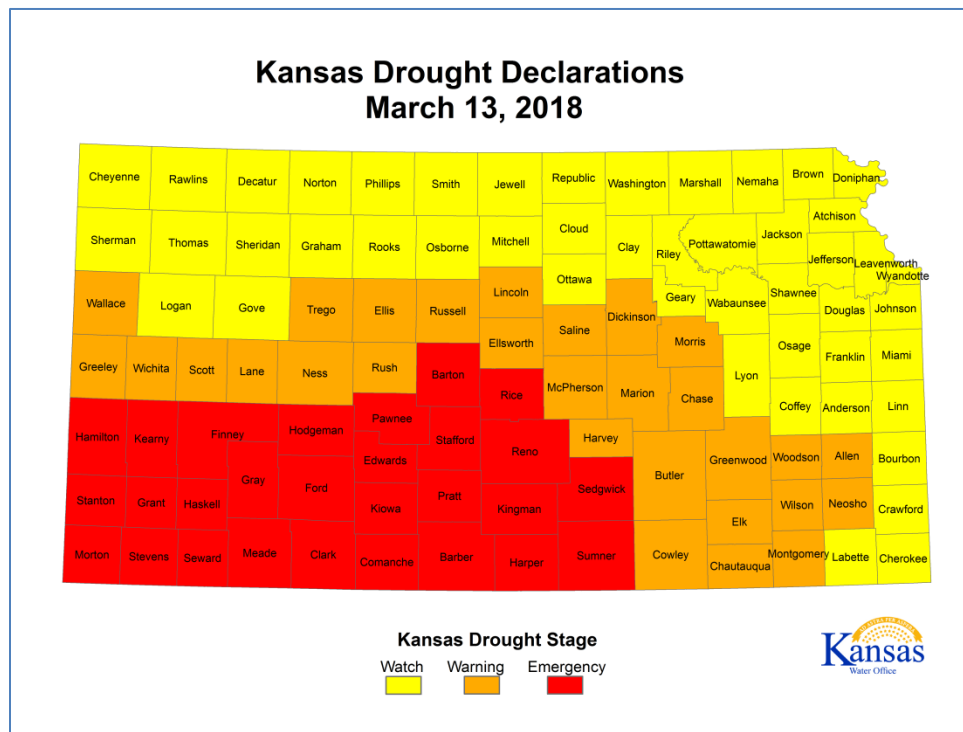 Kansas Drought Declarations
March 13, 2018
Cheyenne Rawlins Decatur Norton Phillips Smith Jewell Republic Washington Marshall Nemaha Brown Doniphan
Atchison
Sherman Thomas Sheridan Graham Rooks Osborne Mitchell Cloud Clay Riley Pottawatomie Jackson
Jefferson Leavenworth
Wyandotte
Wallace Logan Gove Trego Ellis Russell Lincoln Ottawa Geary Wabaunsee Shawnee Douglas Johnson
Saline Dickinson
Ellsworth Morris Osage Franklin Miami
Greeley Wichita Scott Lane Ness Rush Barton Rice McPherson Marion Chase Lyon Coffey Anderson Linn
Hamilton Kearny Finney Hodgeman Pawnee Stafford Reno Harvey Butler Greenwood Woodson Allen Bourbon
Gray Ford Edwards
Stanton Grant Haskell Kiowa Pratt Kingman Sedgwick Elk Wilson Neosho Crawford
Morton Stevens Seward Meade Clark Comanche Barber Harper Sumner Cowley Chautauqua Montgomery Labette Cherokee
Kansas Drought Stage
Watch Warning Emergency
Kansas
Water Office